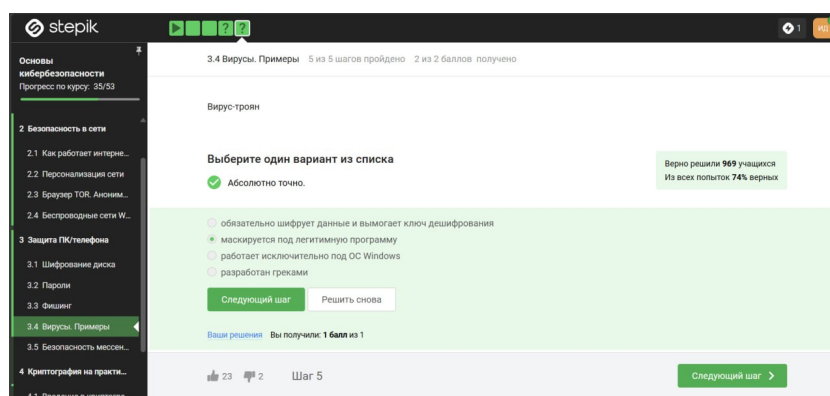 stepik
? ?
1
ИД
Основы
кибербезопасности
Прогресс по курсу: 35/53
2 Безопасность в сети
2.1 Как работает интерне...
2.2 Персонализация сети
2.3 Браузер TOR. Аноним...
2.4 Беспроводные сети W...
3 Защита ПК/телефона
3.1 Шифрование диска
3.2 Пароли
3.3 Фишинг
3.4 Вирусы. Примеры
3.5 Безопасность мессен...
4 Криптография на практи...
3.4 Вирусы. Примеры 5 из 5 шагов пройдено 2 из 2 баллов получено
Вирус-троян
Выберите один вариант из списка
Абсолютно точно.
Верно решили 969 учащихся
Из всех попыток 74% верных
обязательно шифрует данные и вымогает ключ дешифрования
маскируется под легитимную программу
работает исключительно под ОС Windows
разработан греками
Следующий шаг Решить снова
Ваши решения Вы получили: 1 балл из 1
23 2 Шаг 5
Следующий шаг